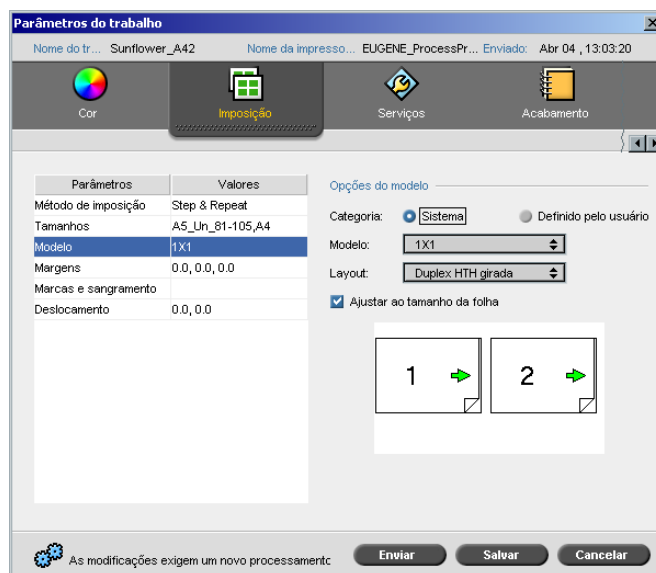 Parâmetros do trabalho
Nome do tr... Sunflower_A42 Nome da impresso... EUGENE_ProcessPr... Enviado: Abr 04 , 13:03:20
Cor Imposição Serviços Acabamento
Parâmetros Valores
Método de imposição Step & Repeat
Tamanhos A5_Un_81-105,A4
Modelo 1X1
Margens 0.0, 0.0, 0.0
Marcas e sangramento
Deslocamento 0.0, 0.0
Opções do modelo
Categoria: Sistema Definido pelo usuário
Modelo: 1X1
Layout: Duplex HTH girada
Ajustar ao tamanho da folha
1 2
As modificações exigem um novo processamentc
Enviar Salvar Cancelar